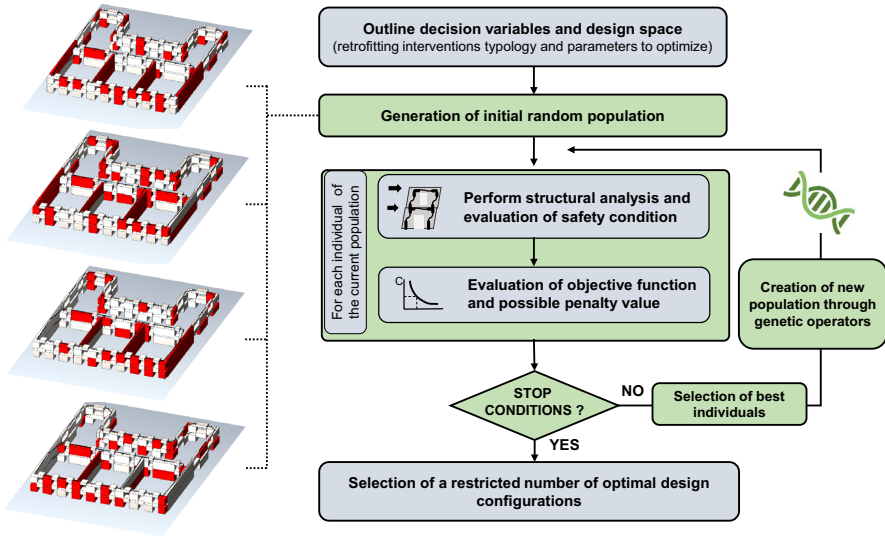 Outline decision variables and design space
(retrofitting interventions typology and parameters to optimize)
Generation of initial random population
For each individual of
the current population
Perform structural analysis and
evaluation of safety condition
C
Evaluation of objective function
and possible penalty value
Creation of new
population through
genetic operators
STOP
CONDITIONS ?
NO
Selection of best
individuals
YES
Selection of a restricted number of optimal design
configurations